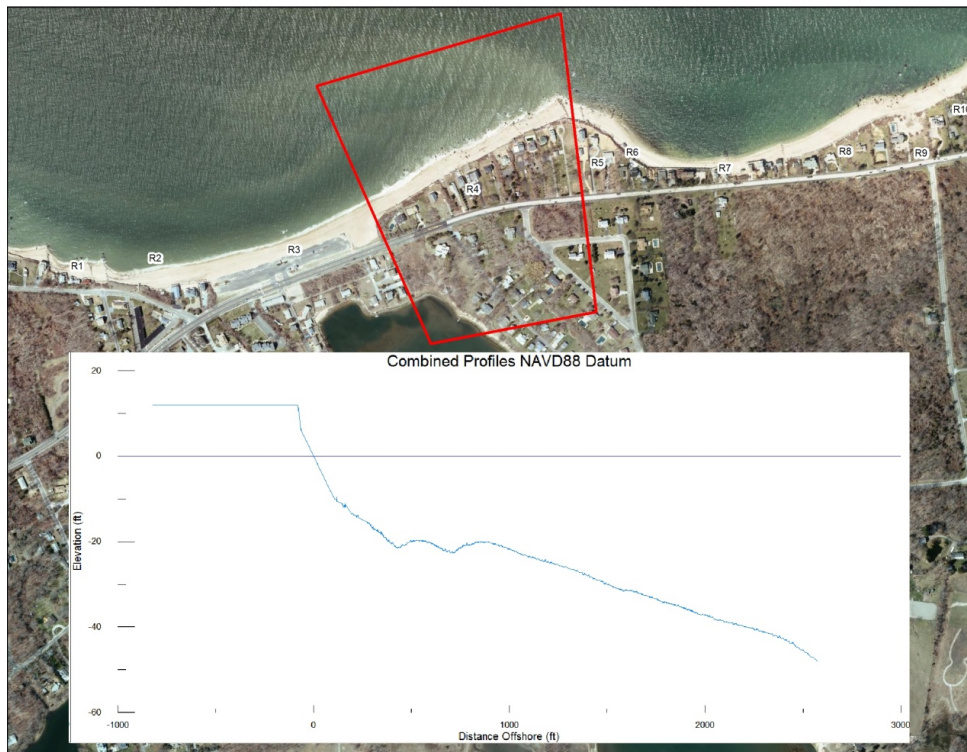 R10
R6
R8
R9
R5
R7
R4
R3
R2
R1
Combined Profiles NAVD88 Datum
20
0
-20
-40
-60
Elevation (ft)
-1000
0
1000
2000
3000
Distance Offshore (ft)